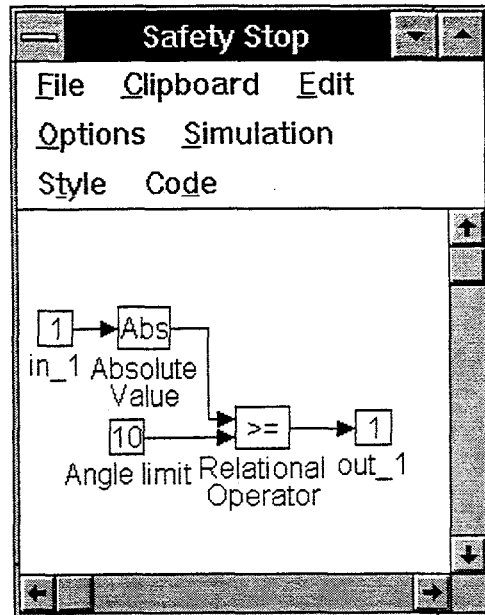 Safety Stop
File Clipboard Edit
Options Simulation
Style Code
1 Abs
in_1 Absolute
Value
10 >= 1
Angle limit Relational out_1
Operator